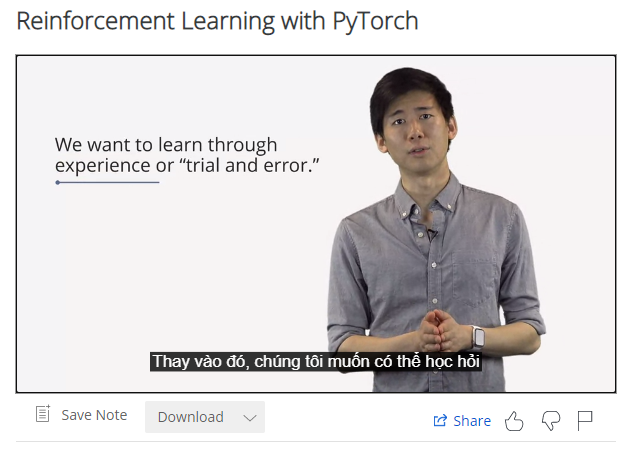 Reinforcement Learning with PyTorch
We want to learn through
experience or “trial and error.”
Thay vào đó, chúng tôi muốn có thể học hỏi
Save Note
Download
Share